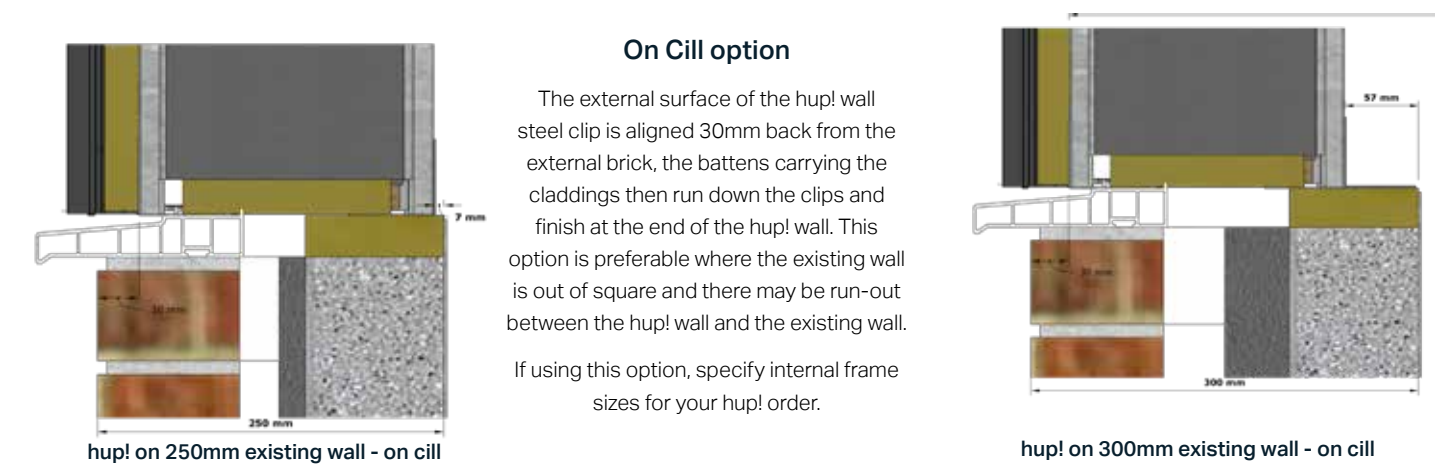 7 mm
30 mm
250 mm
hup! on 250mm existing wall - on cill
On Cill option
The external surface of the hup! wall
steel clip is aligned 30mm back from the
external brick, the battens carrying the
claddings then run down the clips and
finish at the end of the hup! wall. This
option is preferable where the existing wall
is out of square and there may be run-out
between the hup! wall and the existing wall.
If using this option, specify internal frame
sizes for your hup! order.
57 mm
30 mm
300 mm
hup! on 300mm existing wall - on cill